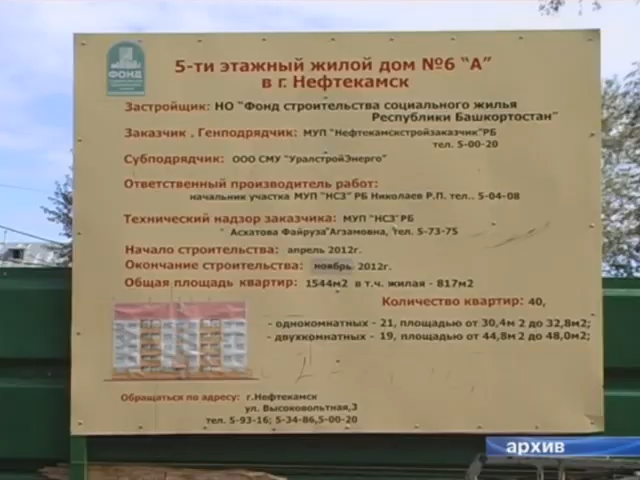 ФОНД
5-ти этажный жилой дом №6 "А"
в г. Нефтекамск
Застройщик: НО "Фонд строительства социального жилья
Республики Башкортостан"
Заказчик , Генподрядчик: МУП "Нефтекамскстройзаказчик"РБ
тел. 5-00-20
Субподрядчик: ООО СМУ "УралстройЭнерго"
Ответственный производитель работ:
начальник участка МУП "НСЗ" РБ Николаев Р.П. тел.. 5-04-08
Технический надзор заказчика: МУП "НСЗ"РБ
Асхатова Файруза Агзамовна, тел. 5-73-75
Начало строительства: апрель 2012г.
Окончание строительства: ноябрь 2012г.
Общая площадь квартир: 1544м2 в т.ч. жилая - 817м2
Количество квартир: 40,
- однокомнатных - 21, площадью от 30,4м 2 до 32,8м2;
- двухкомнатных - 19, площадью от 44,8м 2 до 48,0м2;
Обращаться по адресу: г.Нефтекамск
ул. Высоковольтная,3
тел. 5-93-16; 5-34-86,5-00-20
архив